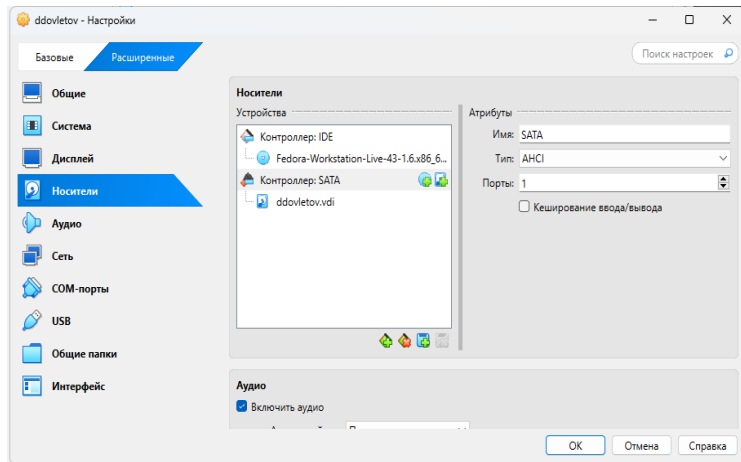 ddovletov - Настройки
Базовые
Расширенные
Поиск настроек
Общие
Система
Дисплей
Носители
Аудио
Сеть
COM-порты
USB
Общие папки
Интерфейс
Носители
Устройства
Контроллер: IDE
Fedora-Workstation-Live-43-1.6.x86_6...
Контроллер: SATA
ddovletov.vdi
Атрибуты
Имя: SATA
Тип: AHCI
Порты: 1
Кеширование ввода/вывода
Аудио
Включить аудио
OK
Отмена
Справка